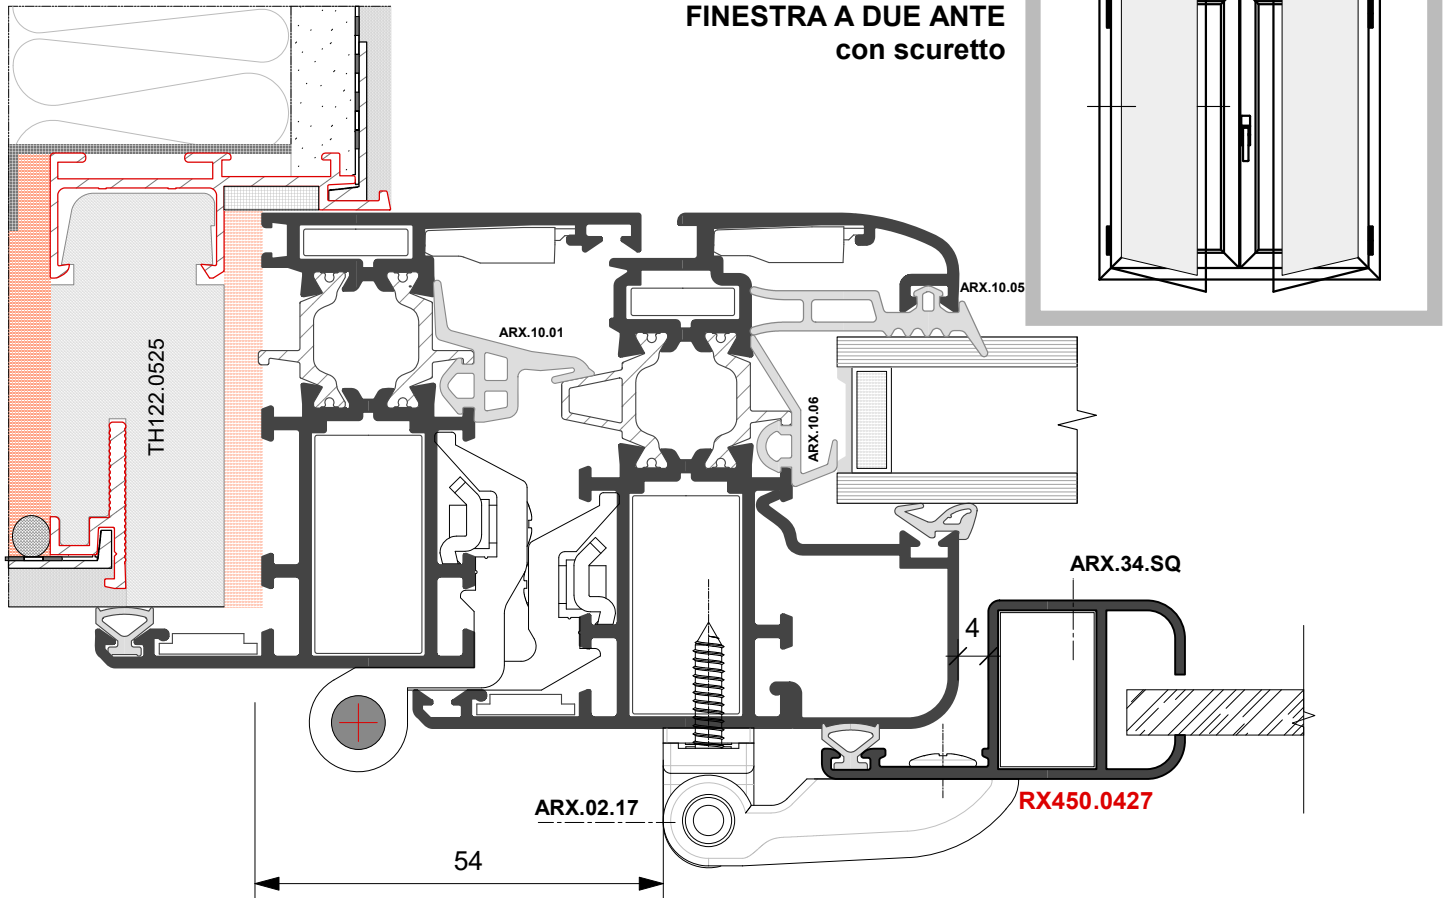 FINESTRA A DUE ANTE
con scuretto
ARX.10.05
ARX.10.01
TH122.0525
ARX.10.06
ARX.34.SQ
4
ARX.02.17
RX450.0427
54